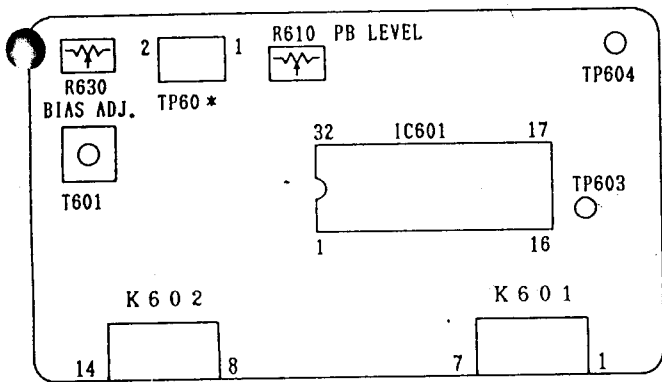 R610 PB LEVEL
2 1
R630
BIAS ADJ.
TP60*
TP604
T601
32 IC601 17
TP603
1 16
K602
K601
14 8
7 1